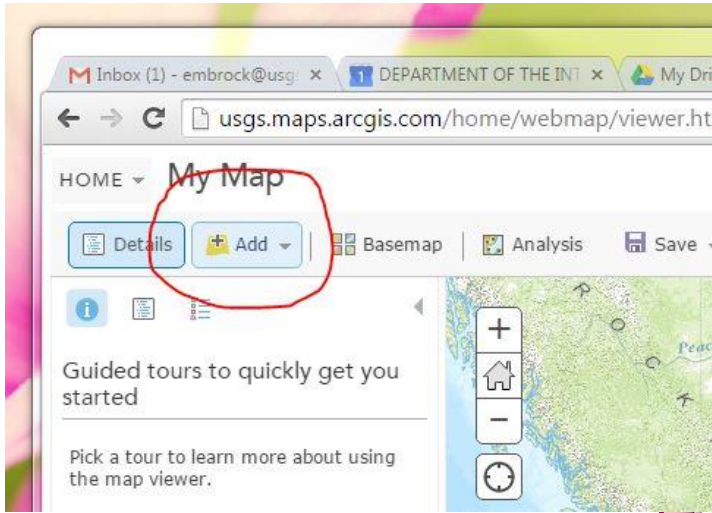 Inbox (1) - embrock@usg
1 DEPARTMENT OF THE INT
My Dri
usgs.maps.arcgis.com/home/webmap/viewer.ht
HOME My Map
Details Add Basemap Analysis Save
i
Guided tours to quickly get you
started
Pick a tour to learn more about using
the map viewer.
+
−
R O C K
Peac